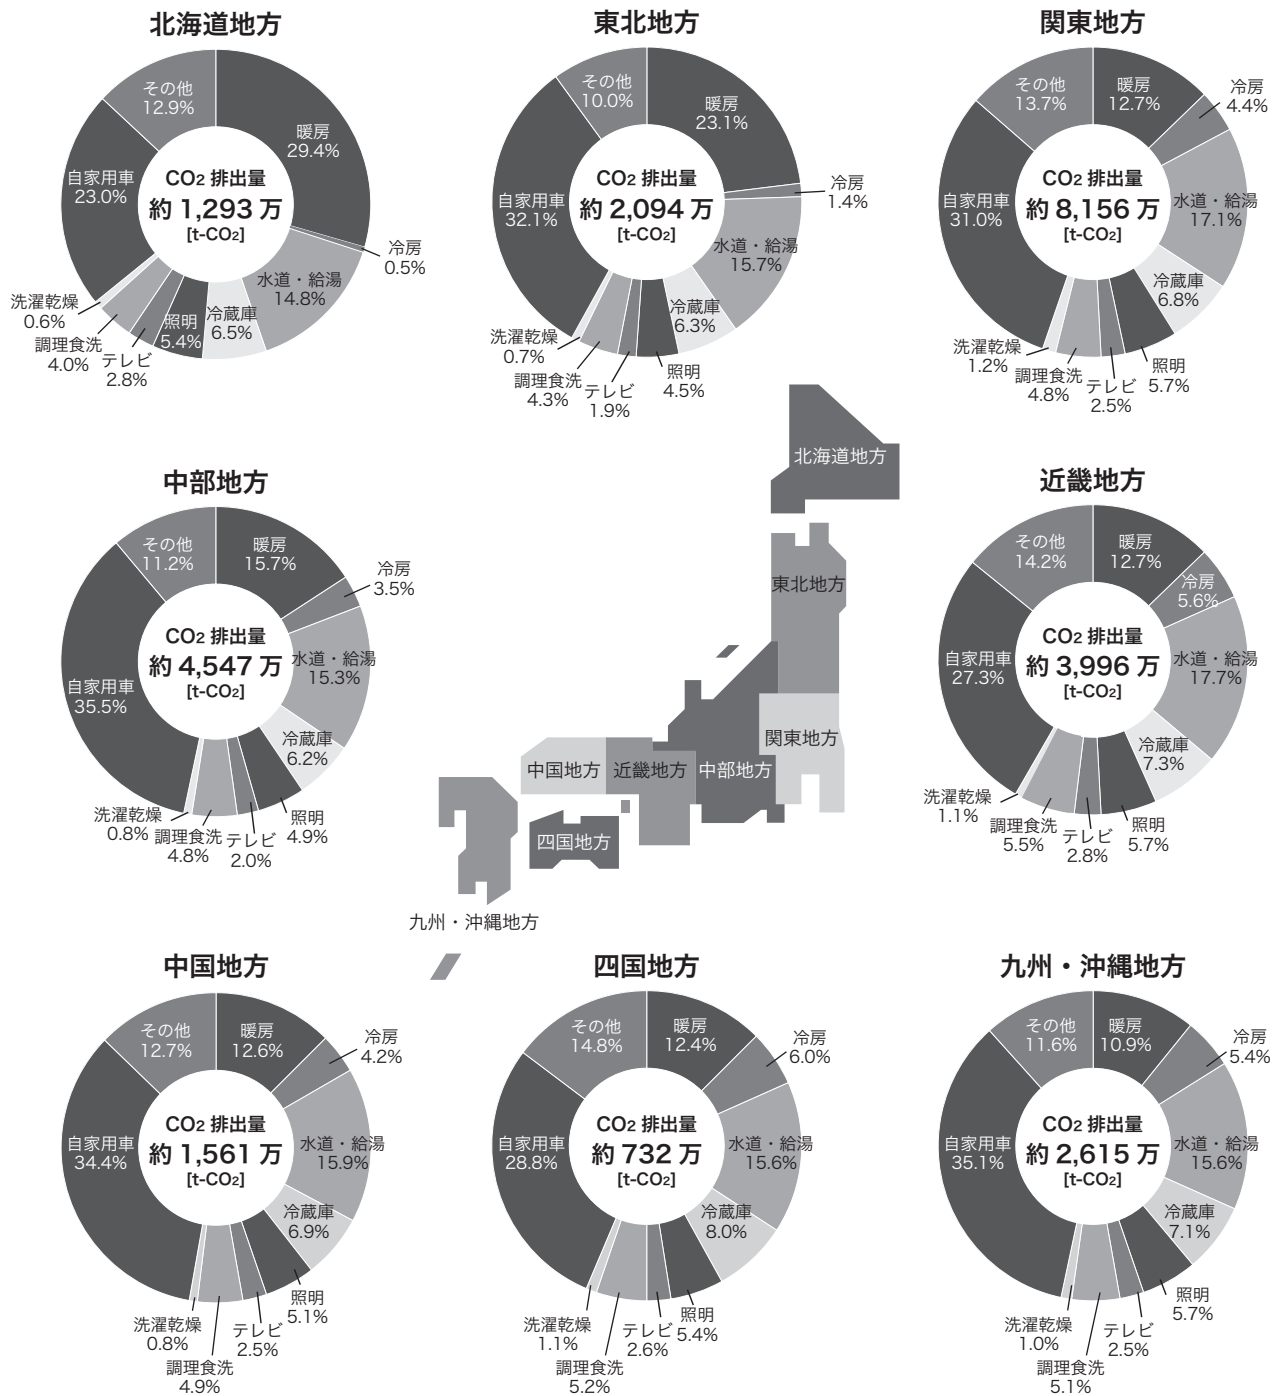 北海道地方
その他
12.9%
暖房
29.4%
自家用車
23.0%
CO2 排出量
約 1,293 万
[t-CO2]
冷房
0.5%
水道・給湯
14.8%
洗濯乾燥
0.6%
照明
5.4%
冷蔵庫
6.5%
調理食洗
4.0%
テレビ
2.8%
東北地方
その他
10.0%
暖房
23.1%
自家用車
32.1%
CO2 排出量
約 2,094 万
[t-CO2]
冷房
1.4%
水道・給湯
15.7%
冷蔵庫
6.3%
洗濯乾燥
0.7%
調理食洗
4.3%
テレビ
1.9%
照明
4.5%
関東地方
その他
13.7%
暖房
12.7%
冷房
4.4%
自家用車
31.0%
CO2 排出量
約 8,156 万
[t-CO2]
水道・給湯
17.1%
冷蔵庫
6.8%
洗濯乾燥
1.2%
調理食洗
4.8%
テレビ
2.5%
照明
5.7%
中部地方
その他
11.2%
暖房
15.7%
冷房
3.5%
自家用車
35.5%
CO2 排出量
約 4,547 万
[t-CO2]
水道・給湯
15.3%
冷蔵庫
6.2%
洗濯乾燥
0.8%
調理食洗
4.8%
テレビ
2.0%
照明
4.9%
北海道地方
東北地方
関東地方
中国地方
近畿地方
中部地方
四国地方
九州・沖縄地方
近畿地方
その他
14.2%
暖房
12.7%
冷房
5.6%
自家用車
27.3%
CO2 排出量
約 3,996 万
[t-CO2]
水道・給湯
17.7%
冷蔵庫
7.3%
洗濯乾燥
1.1%
調理食洗
5.5%
テレビ
2.8%
照明
5.7%
中国地方
その他
12.7%
暖房
12.6%
冷房
4.2%
自家用車
34.4%
CO2 排出量
約 1,561 万
[t-CO2]
水道・給湯
15.9%
冷蔵庫
6.9%
照明
5.1%
洗濯乾燥
0.8%
テレビ
2.5%
調理食洗
4.9%
四国地方
その他
14.8%
暖房
12.4%
冷房
6.0%
自家用車
28.8%
CO2 排出量
約 732 万
[t-CO2]
水道・給湯
15.6%
冷蔵庫
8.0%
照明
5.4%
洗濯乾燥
1.1%
テレビ
2.6%
調理食洗
5.2%
九州・沖縄地方
その他
11.6%
暖房
10.9%
冷房
5.4%
自家用車
35.1%
CO2 排出量
約 2,615 万
[t-CO2]
水道・給湯
15.6%
冷蔵庫
7.1%
照明
5.7%
洗濯乾燥
1.0%
テレビ
2.5%
調理食洗
5.1%